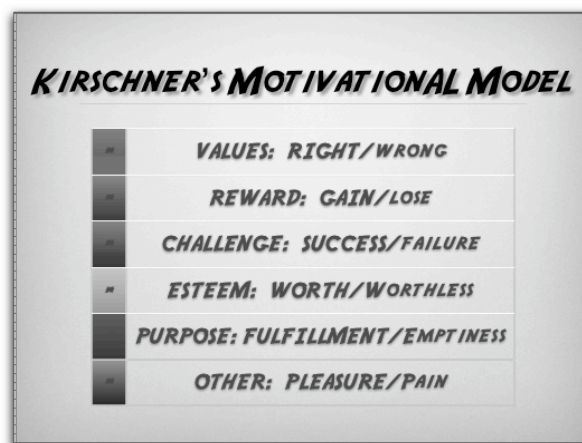 KIRSCHNER'S MOTIVATIONAL MODEL
VALUES: RIGHT/WRONG
REWARD: GAIN/LOSE
CHALLENGE: SUCCESS/FAILURE
ESTEEM: WORTH/WORTHLESS
PURPOSE: FULFILLMENT/EMPTINESS
OTHER: PLEASURE/PAIN